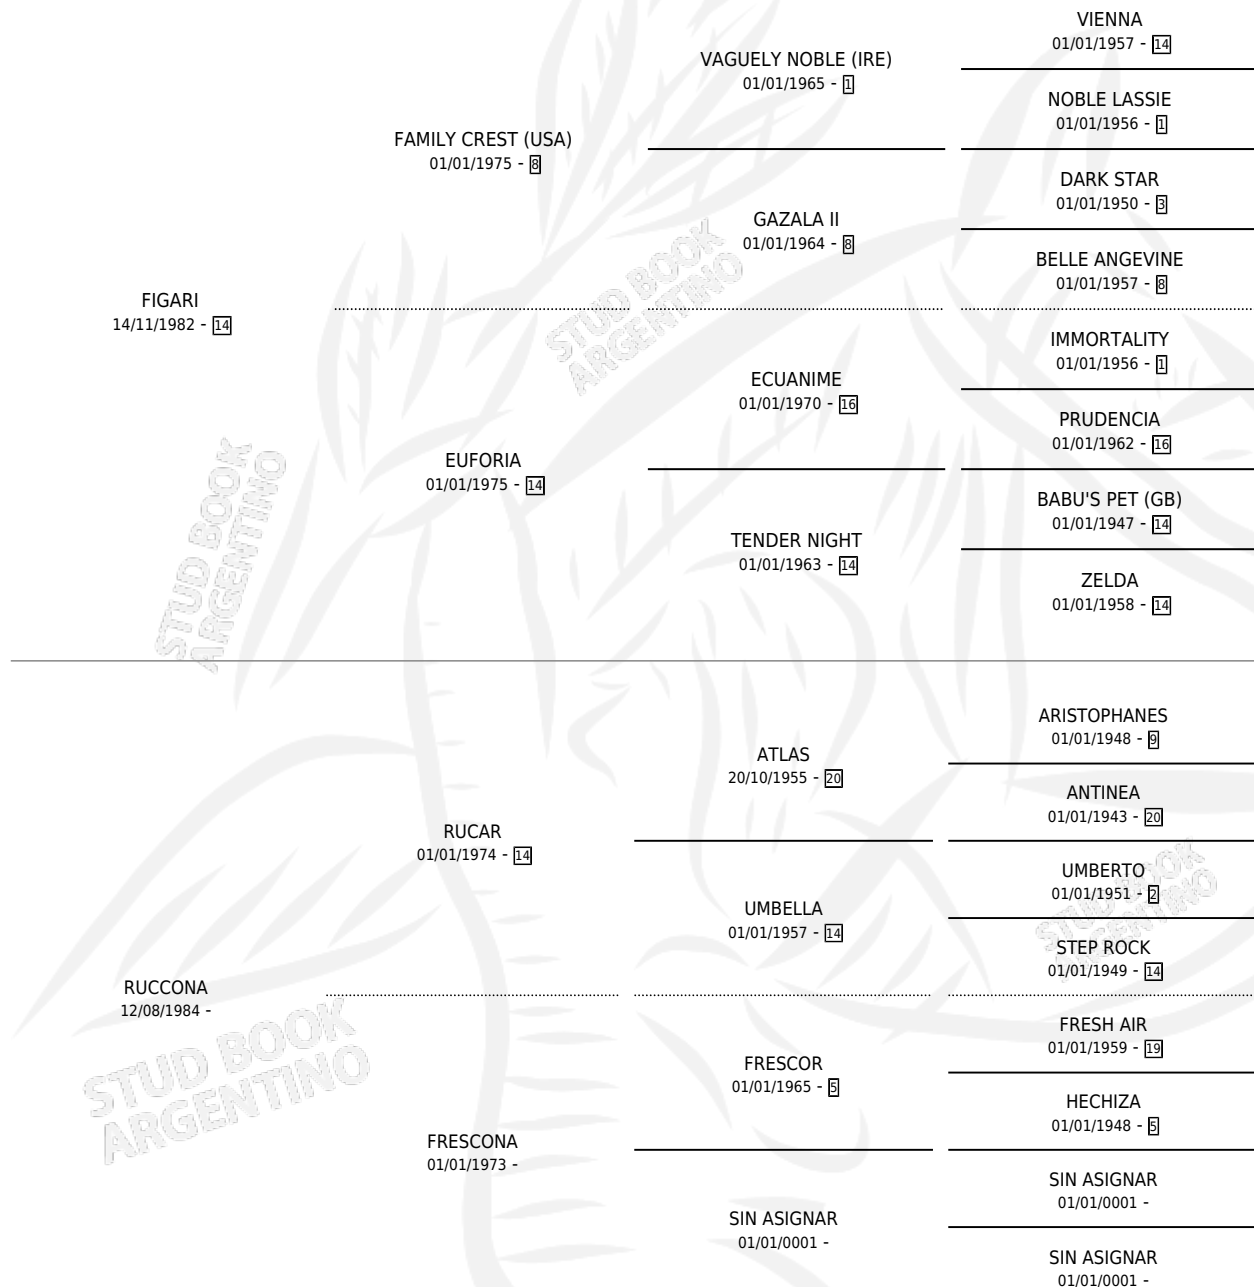 VIENNA
01/01/1957 - 14
VAGUELY NOBLE (IRE)
01/01/1965 - 1
NOBLE LASSIE
01/01/1956 - 1
FAMILY CREST (USA)
01/01/1975 - 8
DARK STAR
01/01/1950 - 3
GAZALA II
01/01/1964 - 8
BELLE ANGEVINE
01/01/1957 - 8
FIGARI
14/11/1982 - 14
IMMORTALITY
01/01/1956 - 1
ECUANIME
01/01/1970 - 16
PRUDENCIA
01/01/1962 - 16
EUFORIA
01/01/1975 - 14
BABU'S PET (GB)
01/01/1947 - 14
TENDER NIGHT
01/01/1963 - 14
ZELDA
01/01/1958 - 14
ARISTOPHANES
01/01/1948 - 9
ATLAS
20/10/1955 - 20
ANTINEA
01/01/1943 - 20
RUCAR
01/01/1974 - 14
UMBERTO
01/01/1951 - 2
UMBELLA
01/01/1957 - 14
STEP ROCK
01/01/1949 - 14
RUCCONA
12/08/1984 -
FRESH AIR
01/01/1959 - 19
FRESCOR
01/01/1965 - 5
HECHIZA
01/01/1948 - 5
FRESCONA
01/01/1973 -
SIN ASIGNAR
01/01/0001 -
SIN ASIGNAR
01/01/0001 -
SIN ASIGNAR
01/01/0001 -
STUD BOOK
ARGENTINO
STUD BOOK
ARGENTINO
STUD BOOK
ARGENTINO
STUD BOOK
ARGENTINO